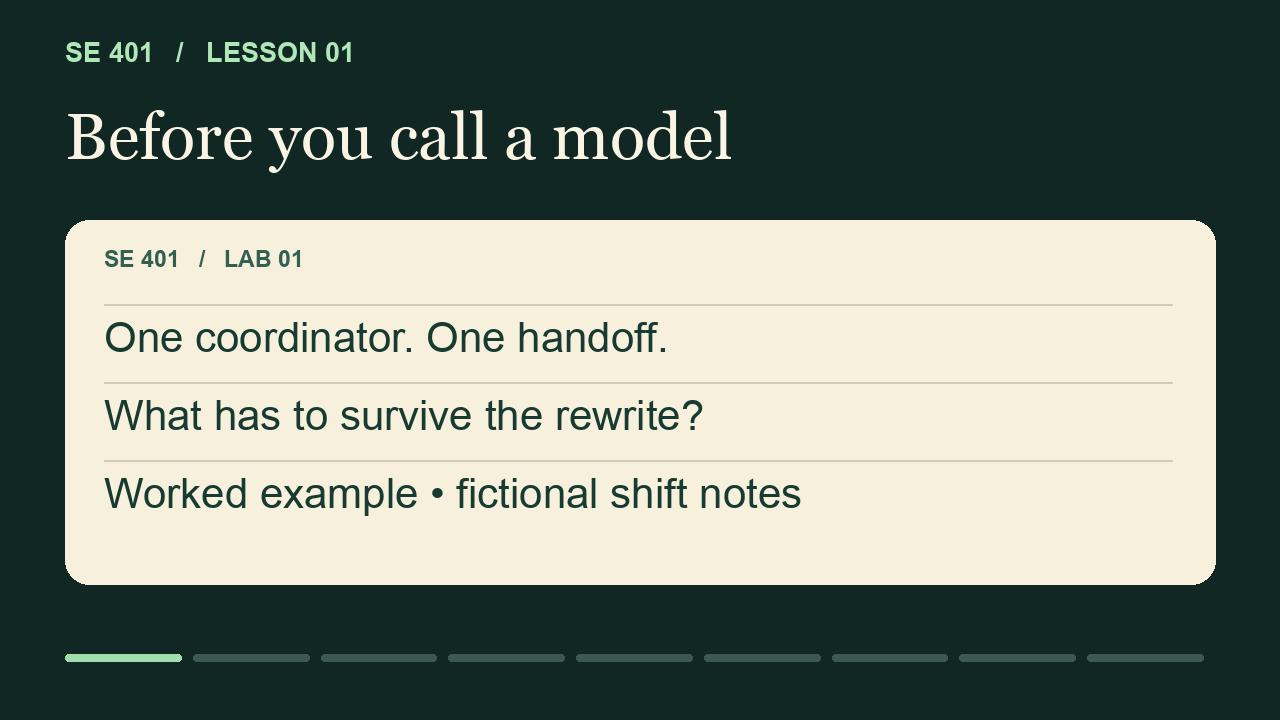 SE 401 / LESSON 01
Before you call a model
SE 401 / LAB 01
One coordinator. One handoff.
What has to survive the rewrite?
Worked example • fictional shift notes